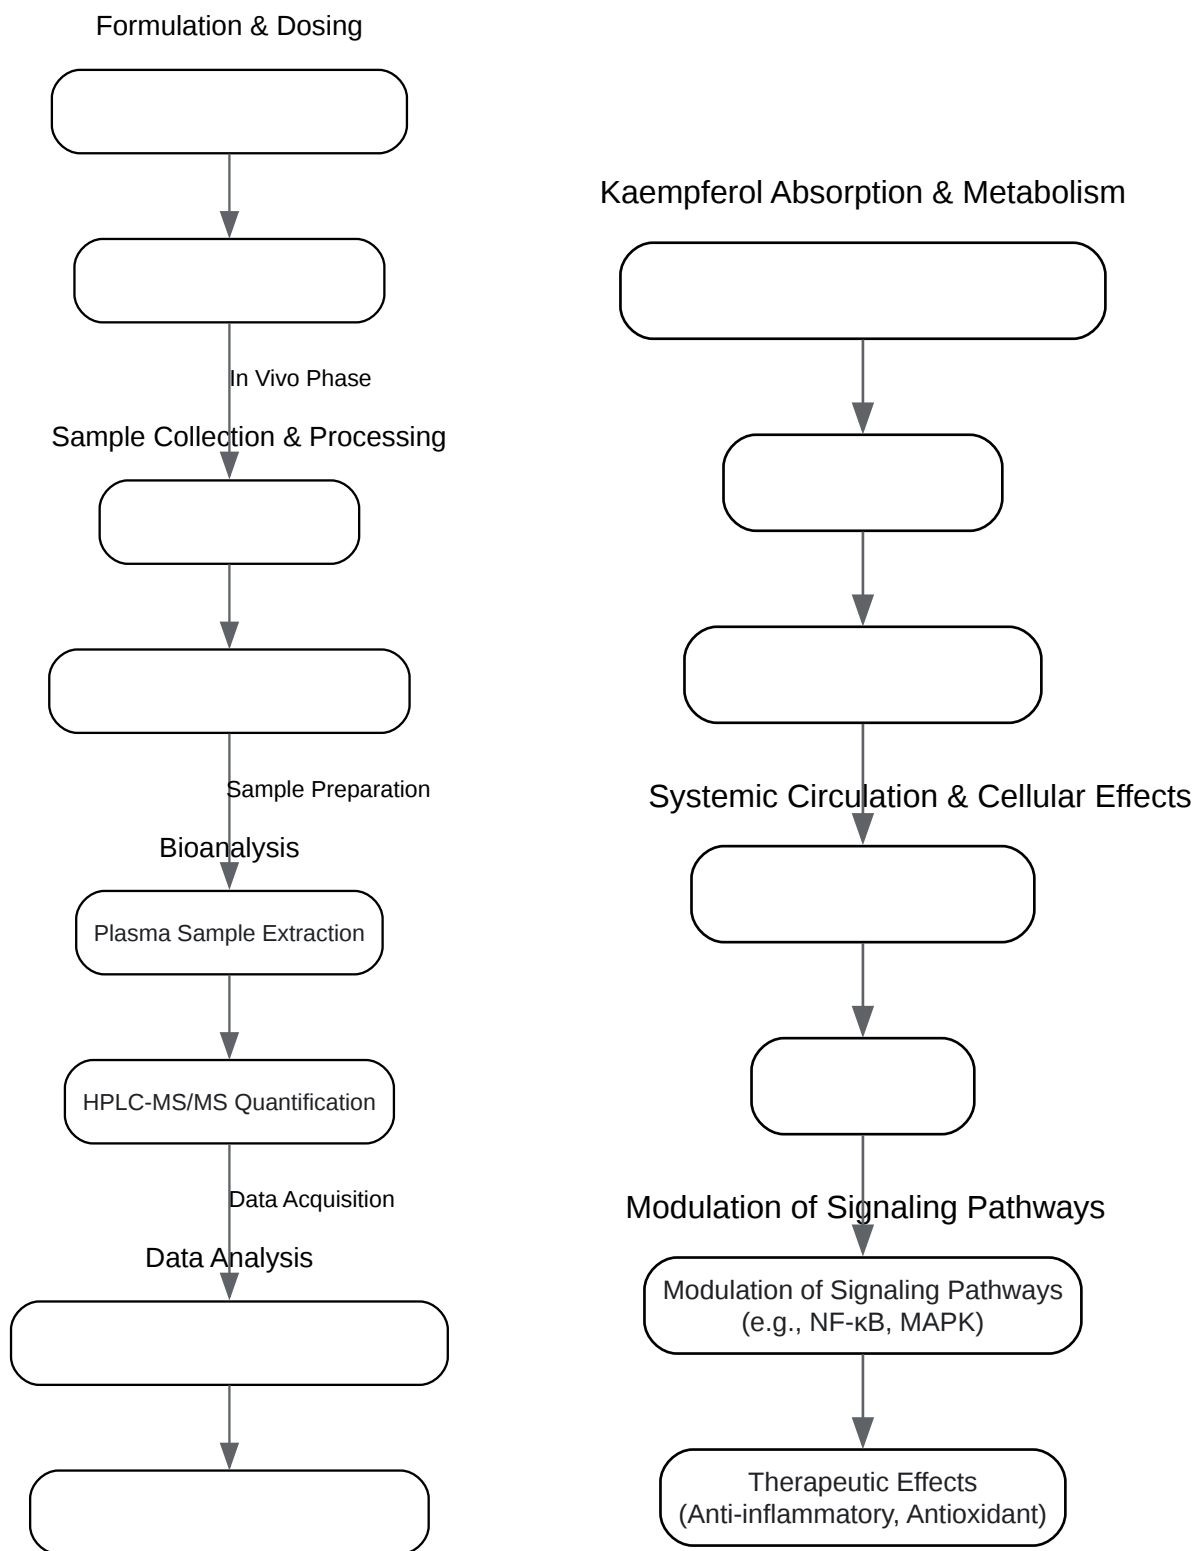 Formulation & Dosing
In Vivo Phase
Sample Collection & Processing
Sample Preparation
Bioanalysis
Plasma Sample Extraction
HPLC-MS/MS Quantification
Data Acquisition
Data Analysis
Kaempferol Absorption & Metabolism
Systemic Circulation & Cellular Effects
Modulation of Signaling Pathways
Modulation of Signaling Pathways
(e.g., NF-κB, MAPK)
Therapeutic Effects
(Anti-inflammatory, Antioxidant)